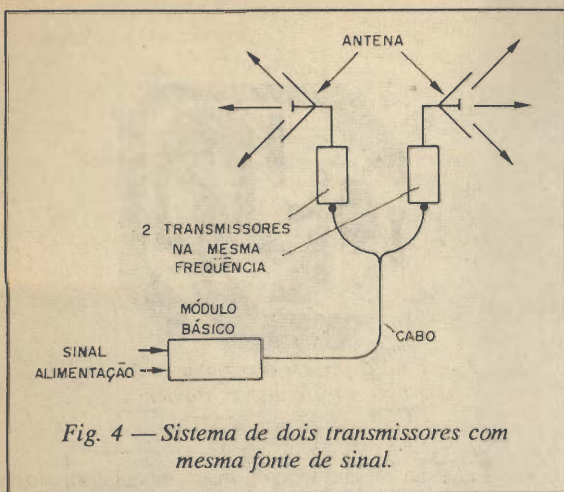 ANTENA
2 TRANSMISSORES
NA MESMA
FREQÜÊNCIA
MÓDULO
BÁSICO
CABO
SINAL
ALIMENTAÇÃO
Fig. 4 — Sistema de dois transmissores com
mesma fonte de sinal.